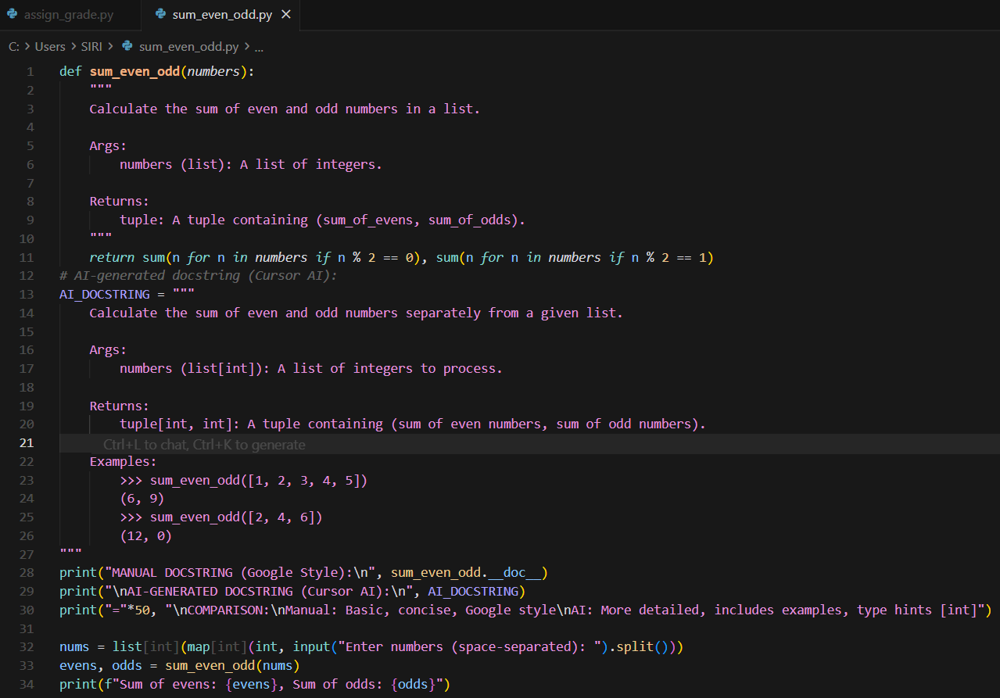 assign_grade.py
sum_even_odd.py ×
C: > Users > SIRI > sum_even_odd.py > ...
1 def sum_even_odd(numbers):
2     """
3     Calculate the sum of even and odd numbers in a list.
4
5     Args:
6         numbers (list): A list of integers.
7
8     Returns:
9         tuple: A tuple containing (sum_of_evens, sum_of_odds).
10     """
11     return sum(n for n in numbers if n % 2 == 0), sum(n for n in numbers if n % 2 == 1)
12 # AI-generated docstring (Cursor AI):
13 AI_DOCSTRING = """
14     Calculate the sum of even and odd numbers separately from a given list.
15
16     Args:
17         numbers (list[int]): A list of integers to process.
18
19     Returns:
20         tuple[int, int]: A tuple containing (sum of even numbers, sum of odd numbers).
21     Ctrl+L to chat, Ctrl+K to generate
22     Examples:
23         >>> sum_even_odd([1, 2, 3, 4, 5])
24         (6, 9)
25         >>> sum_even_odd([2, 4, 6])
26         (12, 0)
27 """
28 print("MANUAL DOCSTRING (Google Style):\n", sum_even_odd.__doc__)
29 print("\nAI-GENERATED DOCSTRING (Cursor AI):\n", AI_DOCSTRING)
30 print("="*50, "\nCOMPARISON:\nManual: Basic, concise, Google style\nAI: More detailed, includes examples, type hints [int]")
31
32 nums = list[int](map[int](int, input("Enter numbers (space-separated): ").split()))
33 evens, odds = sum_even_odd(nums)
34 print(f"Sum of evens: {evens}, Sum of odds: {odds}")